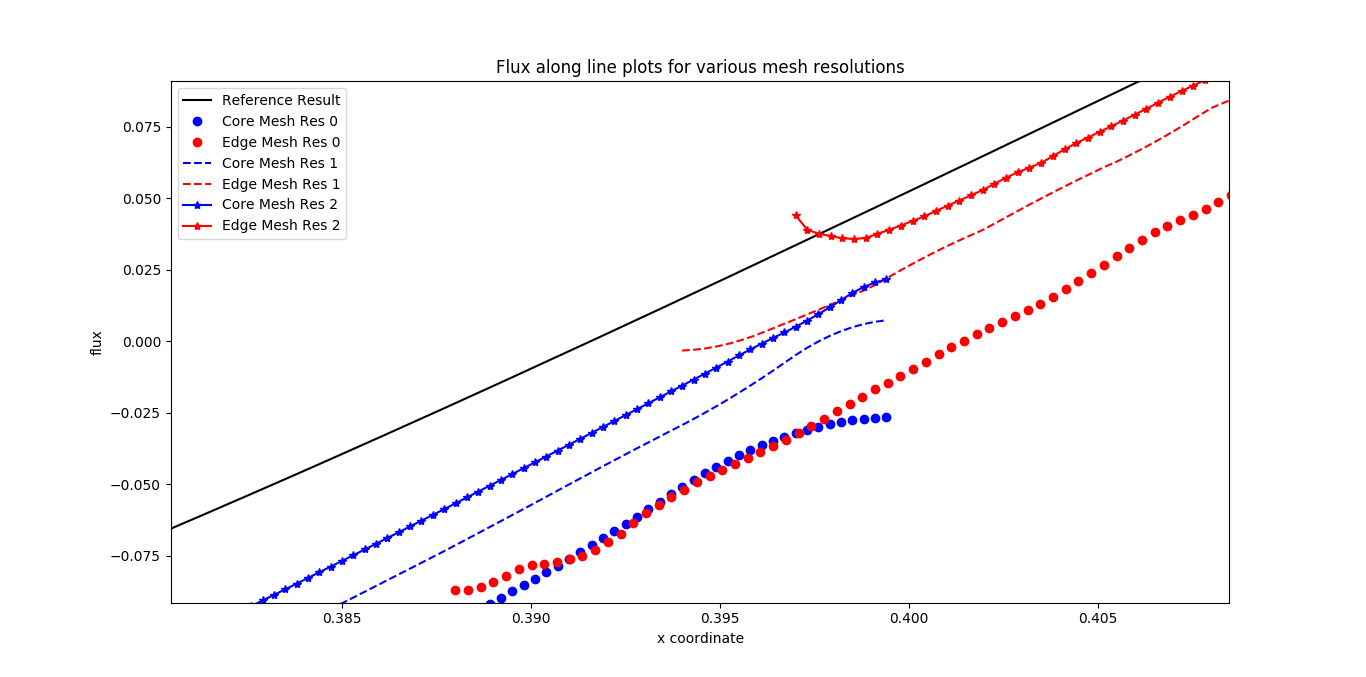 Flux along line plots for various mesh resolutions
Reference Result
Core Mesh Res 0
Edge Mesh Res 0
Core Mesh Res 1
Edge Mesh Res 1
Core Mesh Res 2
Edge Mesh Res 2
flux
0.075
0.050
0.025
0.000
−0.025
−0.050
−0.075
0.385
0.390
0.395
0.400
0.405
x coordinate